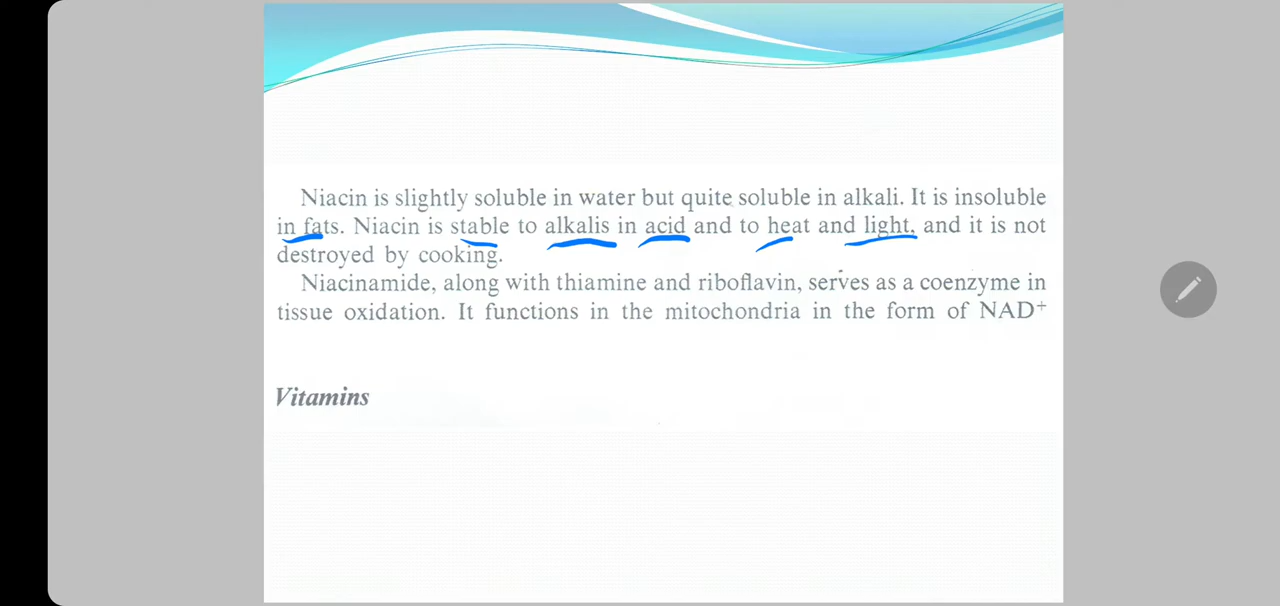 Niacin is slightly soluble in water but quite soluble in alkali. It is insoluble
in fats. Niacin is stable to alkalis in acid and to heat and light, and it is not
destroyed by cooking.
Niacinamide, along with thiamine and riboflavin, serves as a coenzyme in
tissue oxidation. It functions in the mitochondria in the form of NAD⁺
Vitamins